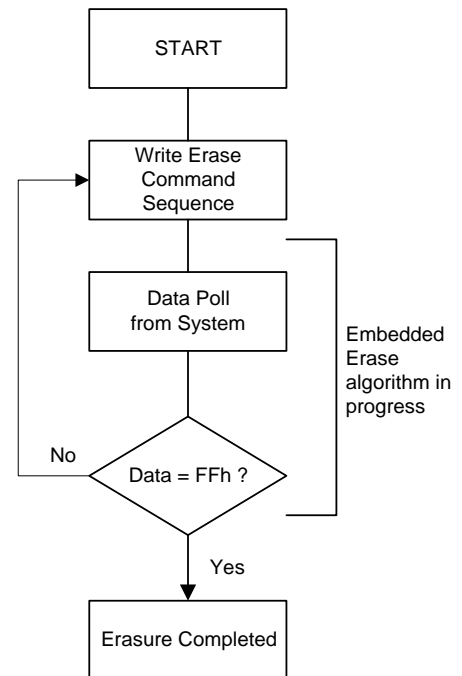 START
Write Erase
Command
Sequence
Data Poll
from System
Embedded
Erase
algorithm in
progress
No
Data = FFh ?
Yes
Erasure Completed